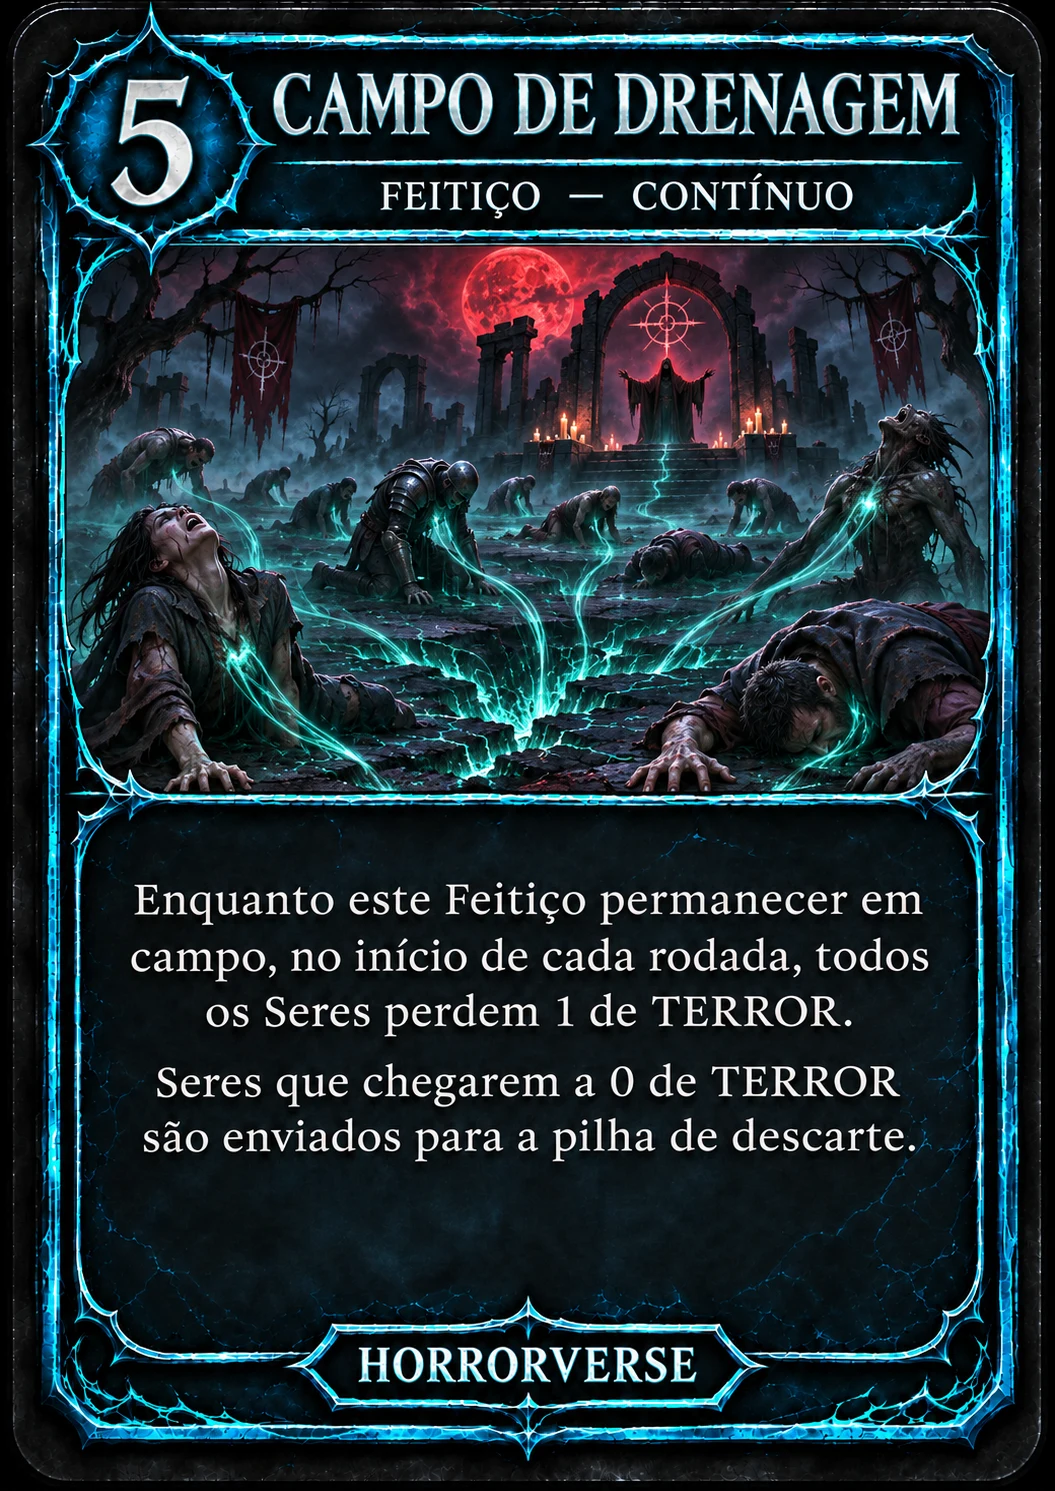 5
CAMPO DE DRENAGEM
FEITIÇO — CONTÍNUO
Enquanto este Feitiço permanecer em
campo, no início de cada rodada, todos
os Seres perdem 1 de TERROR.
Seres que chegarem a 0 de TERROR
são enviados para a pilha de descarte.
HORRORVERSE